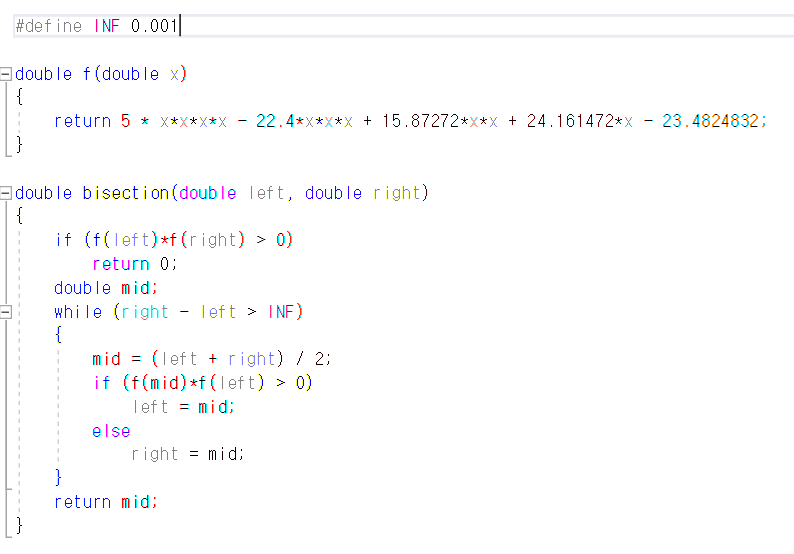 #define INF 0.001
double f(double x)
{
return 5 * x*x*x*x - 22.4*x*x*x + 15.87272*x*x + 24.161472*x - 23.4824832;
}
double bisection(double left, double right)
{
if (f(left)*f(right) > 0)
return 0;
double mid;
while (right - left > INF)
{
mid = (left + right) / 2;
if (f(mid)*f(left) > 0)
left = mid;
else
right = mid;
}
return mid;
}